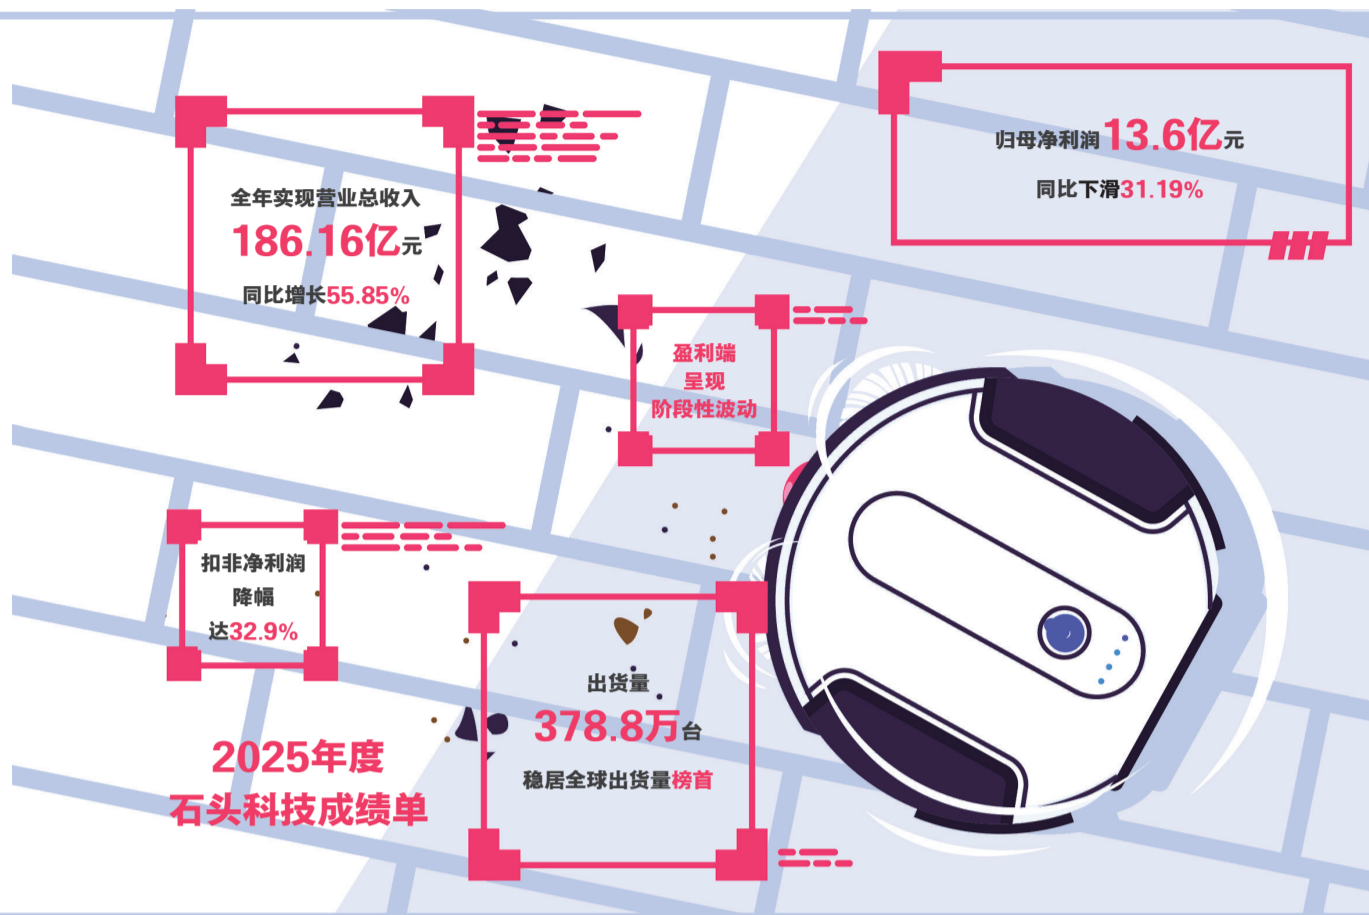 归母净利润13.6亿元
同比下滑31.19%
全年实现营业总收入
186.16亿元
同比增长55.85%
盈利端
呈现
阶段性波动
扣非净利润
降幅
达32.9%
出货量
378.8万台
稳居全球出货量榜首
2025年度
石头科技成绩单